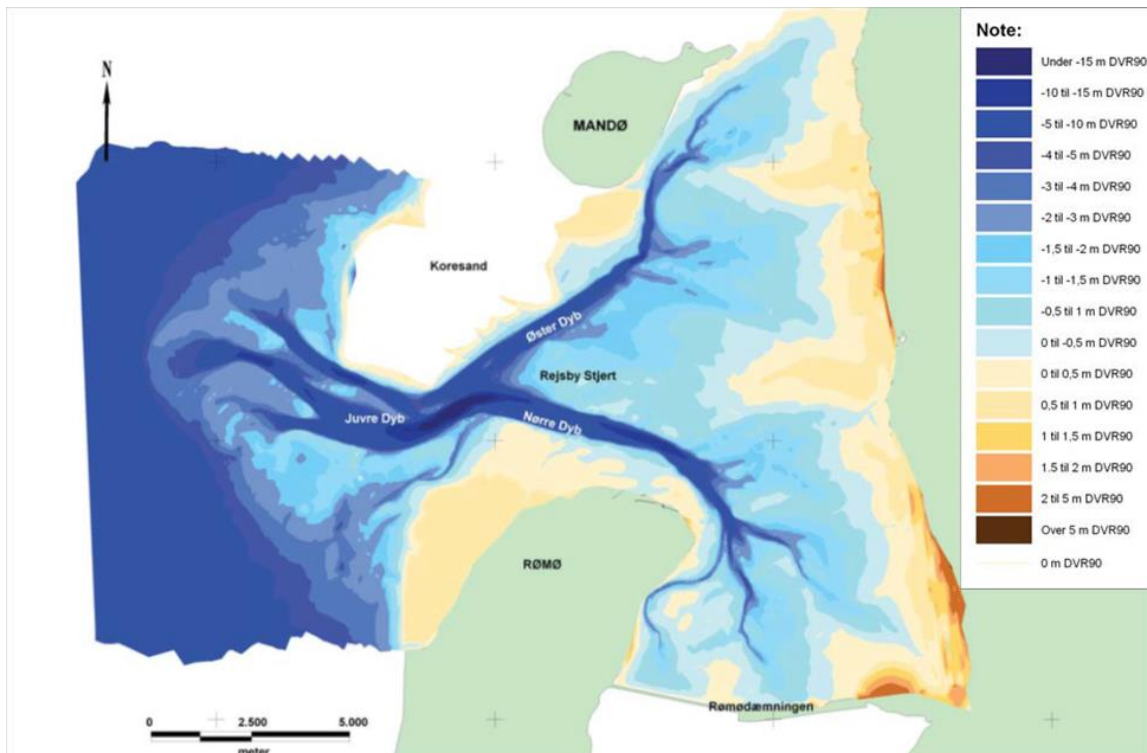 N
MANDØ
Koresand
Øster Dyb
Rejsby Stjert
Juvre Dyb
Nørre Dyb
RØMØ
Rømødæmningen
0 2.500 5.000
meter
Note:
Under -15 m DVR90
-10 til -15 m DVR90
-5 til -10 m DVR90
-4 til -5 m DVR90
-3 til -4 m DVR90
-2 til -3 m DVR90
-1,5 til -2 m DVR90
-1 til -1,5 m DVR90
-0,5 til 1 m DVR90
0 til -0,5 m DVR90
0 til 0,5 m DVR90
0,5 til 1 m DVR90
1 til 1,5 m DVR90
1.5 til 2 m DVR90
2 til 5 m DVR90
Over 5 m DVR90
0 m DVR90